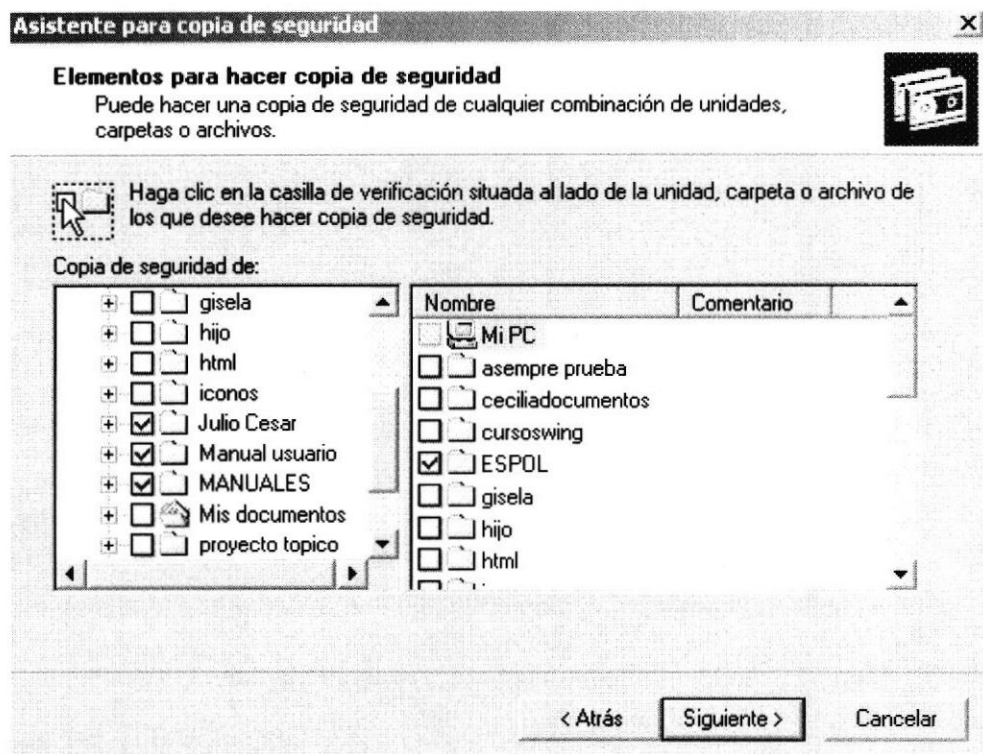 Asistente para copia de seguridad
Elementos para hacer copia de seguridad
Puede hacer una copia de seguridad de cualquier combinación de unidades,
carpetas o archivos.
Haga clic en la casilla de verificación situada al lado de la unidad, carpeta o archivo de
los que desee hacer copia de seguridad.
Copia de seguridad de:
gisela
hijo
html
iconos
Julio Cesar
Manual usuario
MANUALES
Mis documentos
proyecto topico
Nombre Comentario
Mi PC
asempre prueba
ceciliadocumentos
cursoswing
ESPOL
gisela
hijo
html
< Atrás Siguiente > Cancelar